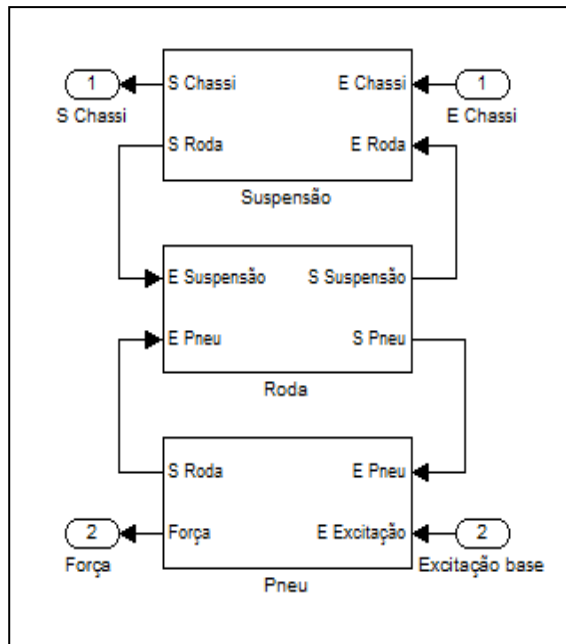 1
S Chassi
S Chassi
E Chassi
1
E Chassi
S Roda
E Roda
Suspensão
E Suspensão
S Suspensão
E Pneu
S Pneu
Roda
S Roda
E Pneu
2
Força
Força
E Excitação
2
Excitação base
Pneu